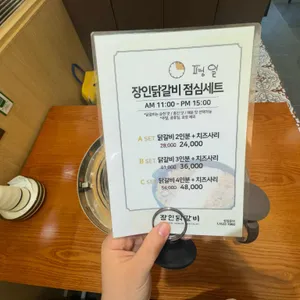 장인닭갈비 점심세트
AM 11:00 - PM 15:00
A SET 닭갈비 2인분 + 치즈사리
28,000 24,000
B SET 닭갈비 3인분 + 치즈사리
36,000
C 닭갈비 4인분 + 치즈사리
48,000
장인닭갈비